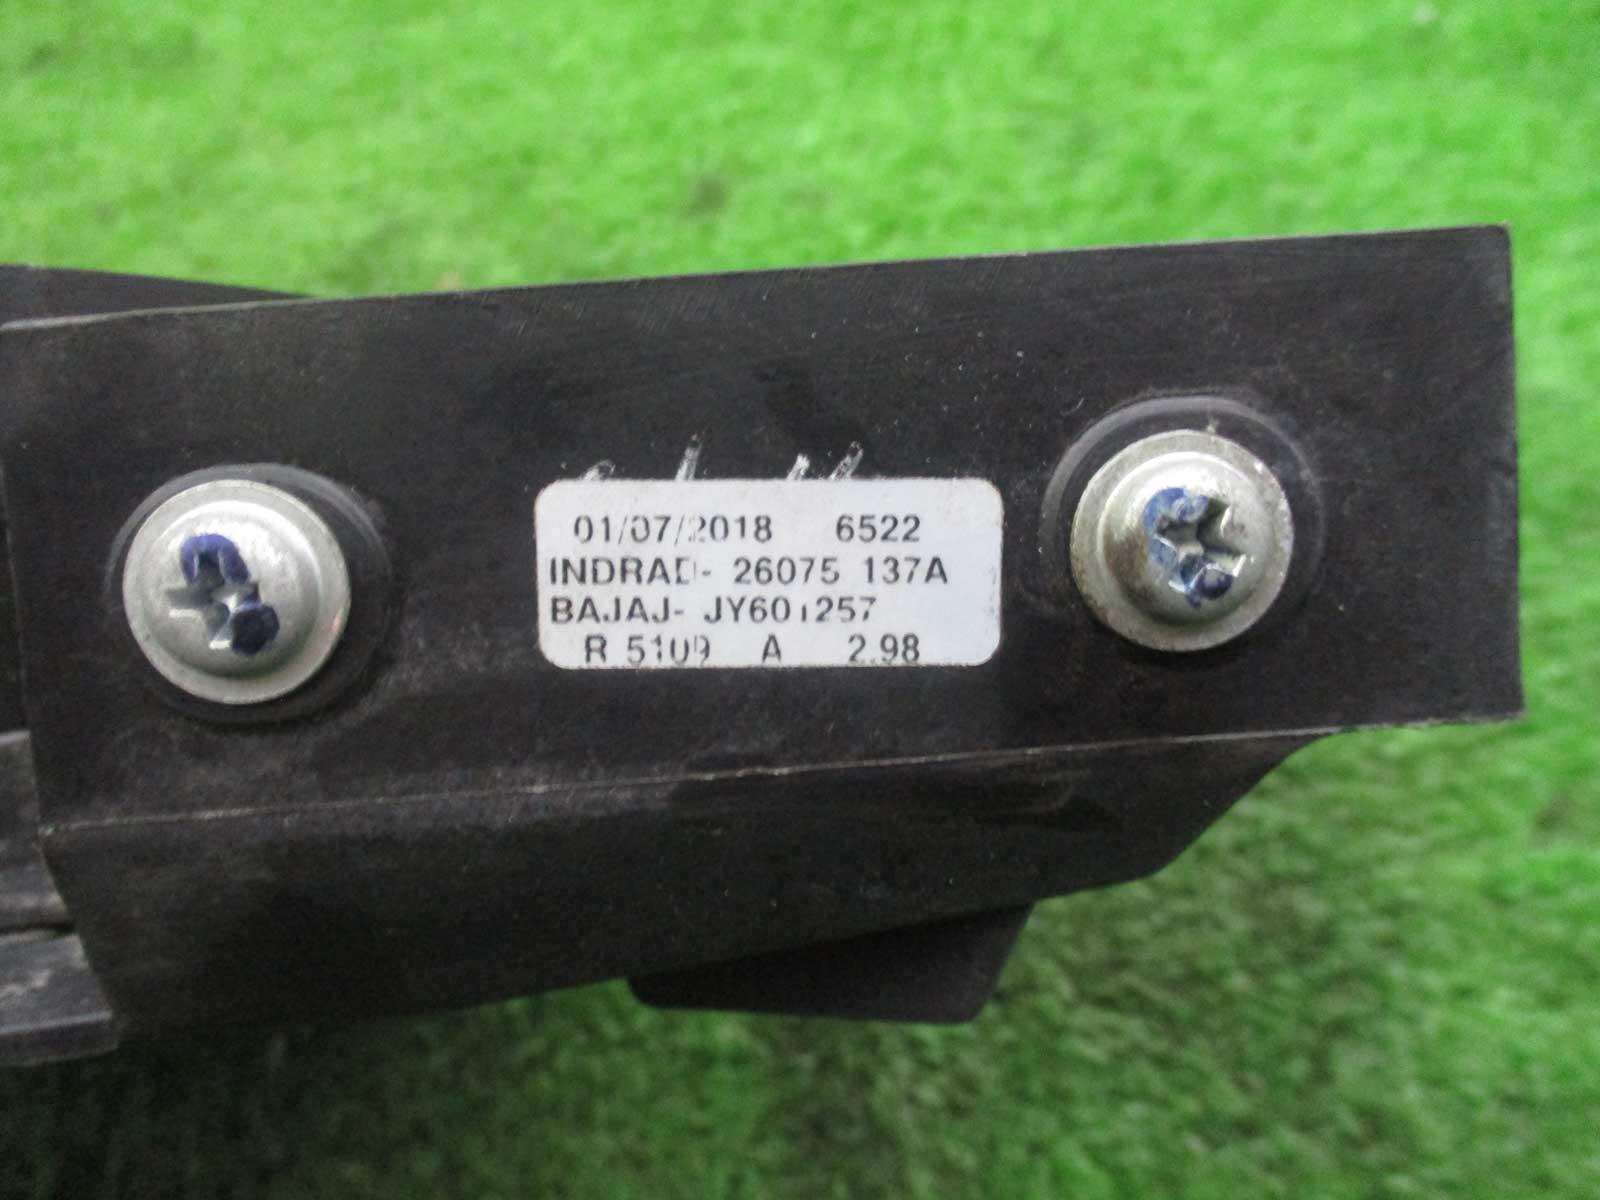 01/07/2018 6522
INDRAD- 26075 137A
BAJAJ- JY601257
R 5109 A 2.98